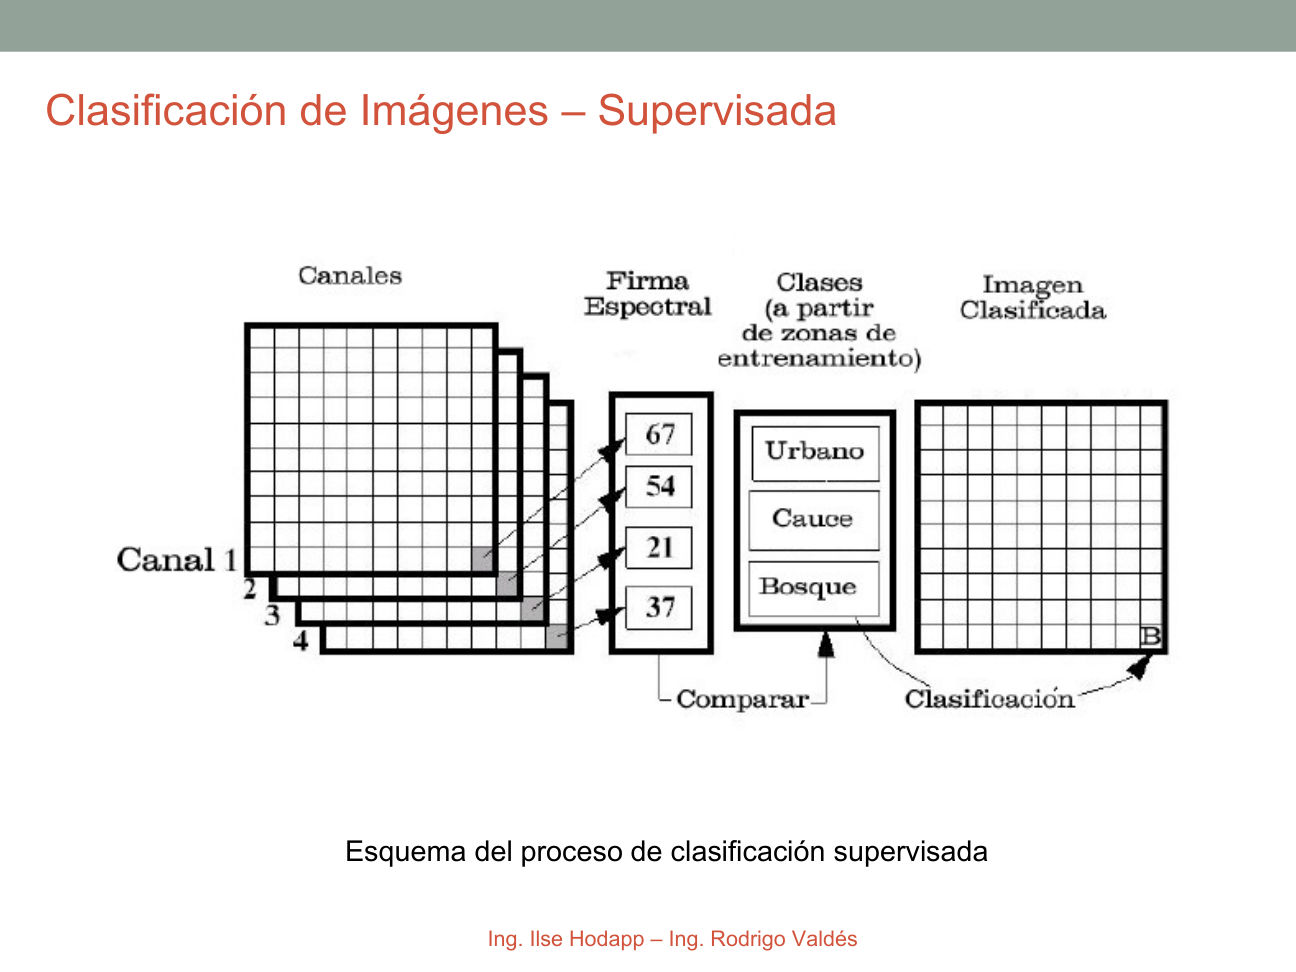 Clasificación de Imágenes – Supervisada
Canales
Firma
Espectral
Clases
(a partir
de zonas de
entrenamiento)
Imagen
Clasificada
Canal 1
2
3
4
67
54
21
37
Urbano
Cauce
Bosque
B
Comparar
Clasificación
Esquema del proceso de clasificación supervisada
Ing. Ilse Hodapp – Ing. Rodrigo Valdés